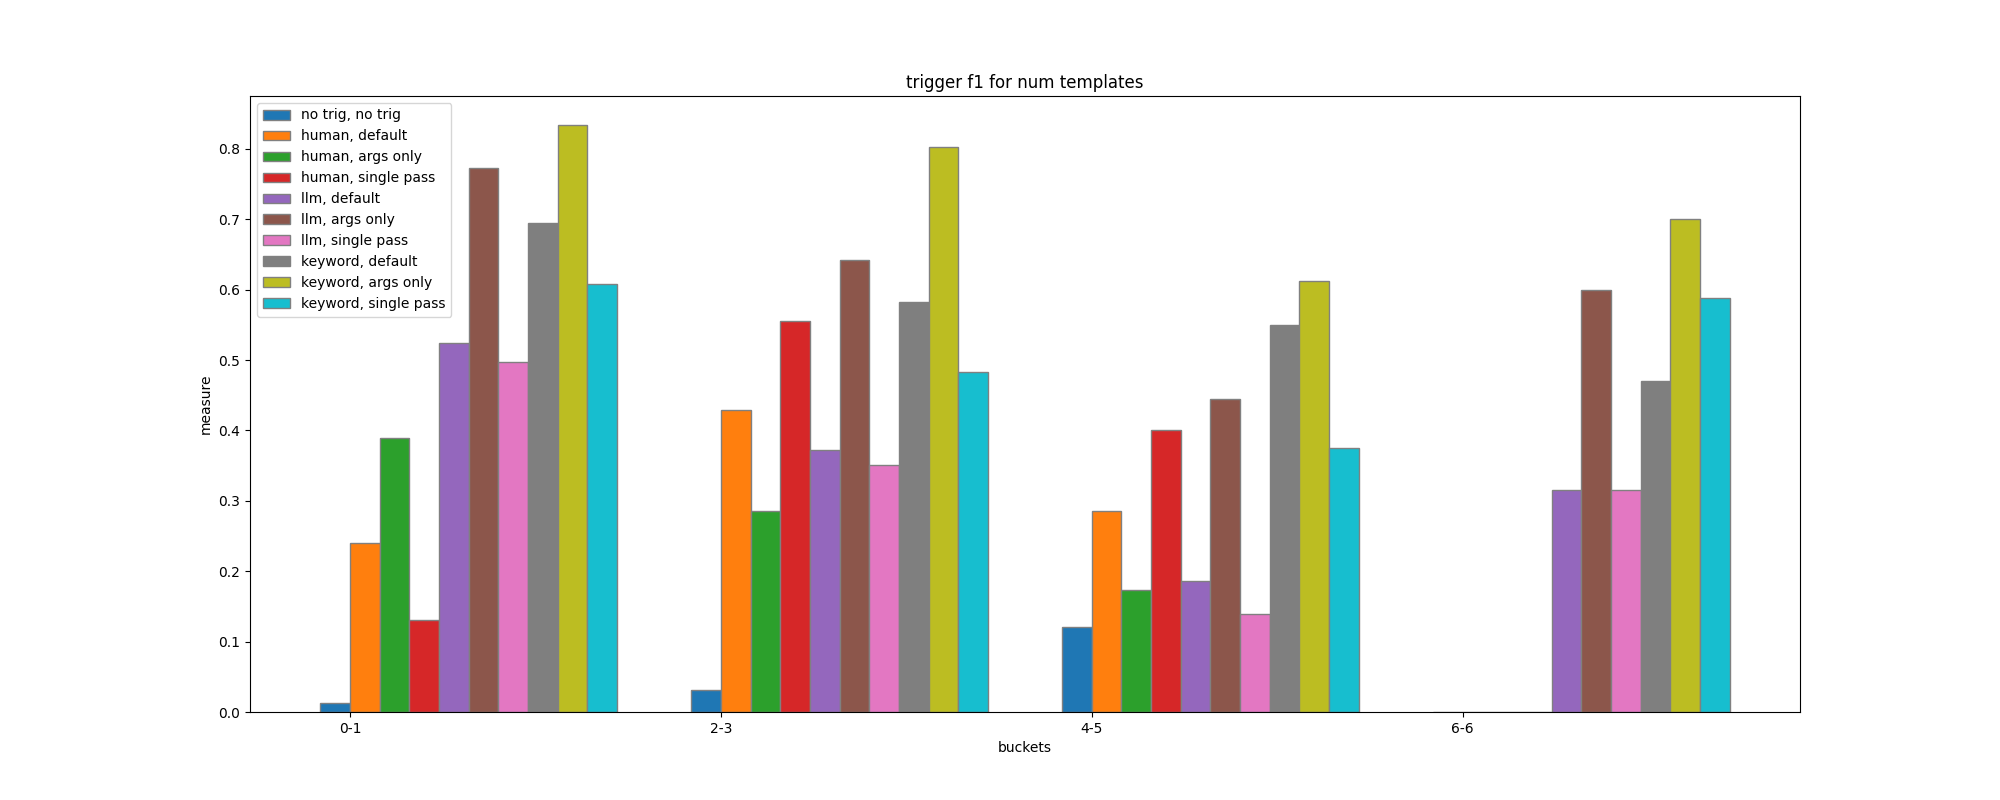 trigger f1 for num templates
no trig, no trig
human, default
human, args only
human, single pass
llm, default
llm, args only
llm, single pass
keyword, default
keyword, args only
keyword, single pass
measure
0.8
0.7
0.6
0.5
0.4
0.3
0.2
0.1
0.0
0-1 2-3 4-5 6-6
buckets